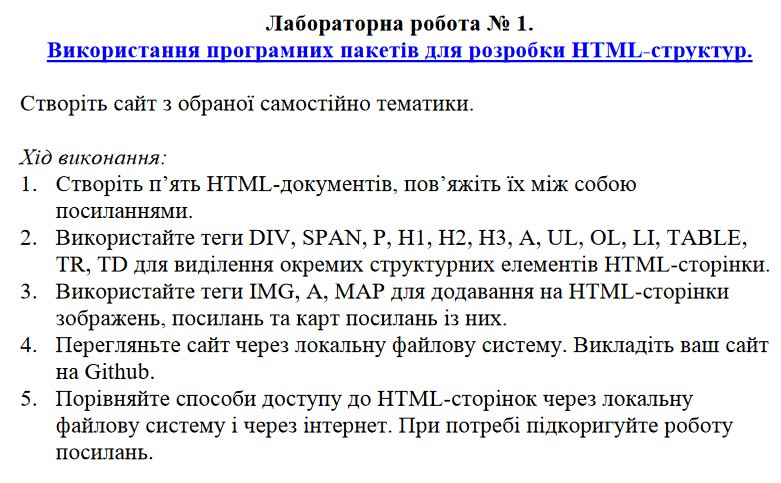 Лабораторна робота № 1.
Використання програмних пакетів для розробки HTML-структур.
Створіть сайт з обраної самостійно тематики.
Хід виконання:
1. Створіть п’ять HTML-документів, пов’яжіть їх між собою
посиланнями.
2. Використайте теги DIV, SPAN, P, H1, H2, H3, A, UL, OL, LI, TABLE,
TR, TD для виділення окремих структурних елементів HTML-сторінки.
3. Використайте теги IMG, A, MAP для додавання на HTML-сторінки
зображень, посилань та карт посилань із них.
4. Перегляньте сайт через локальну файлову систему. Викладіть ваш сайт
на Github.
5. Порівняйте способи доступу до HTML-сторінок через локальну
файлову систему і через інтернет. При потребі підкоригуйте роботу
посилань.